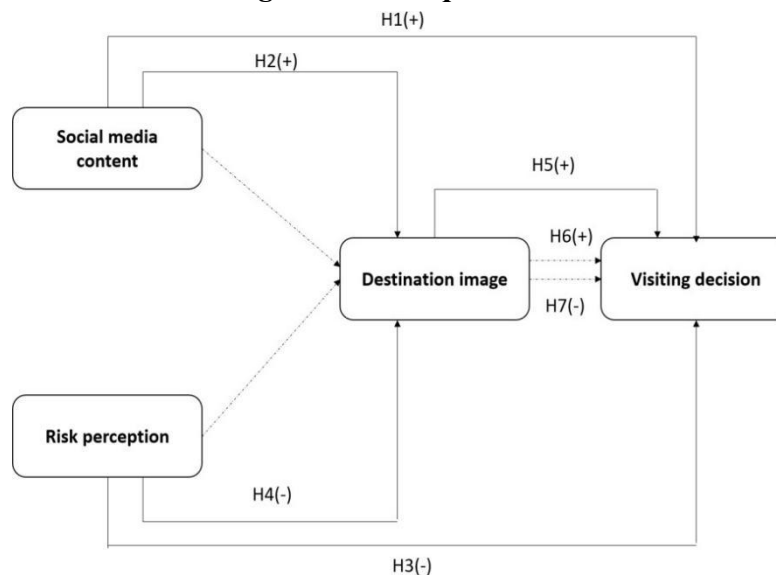 H1(+)
H2(+)
Social media
content
H5(+)
H6(+)
Destination image
Visiting decision
H7(-)
Risk perception
H4(-)
H3(-)